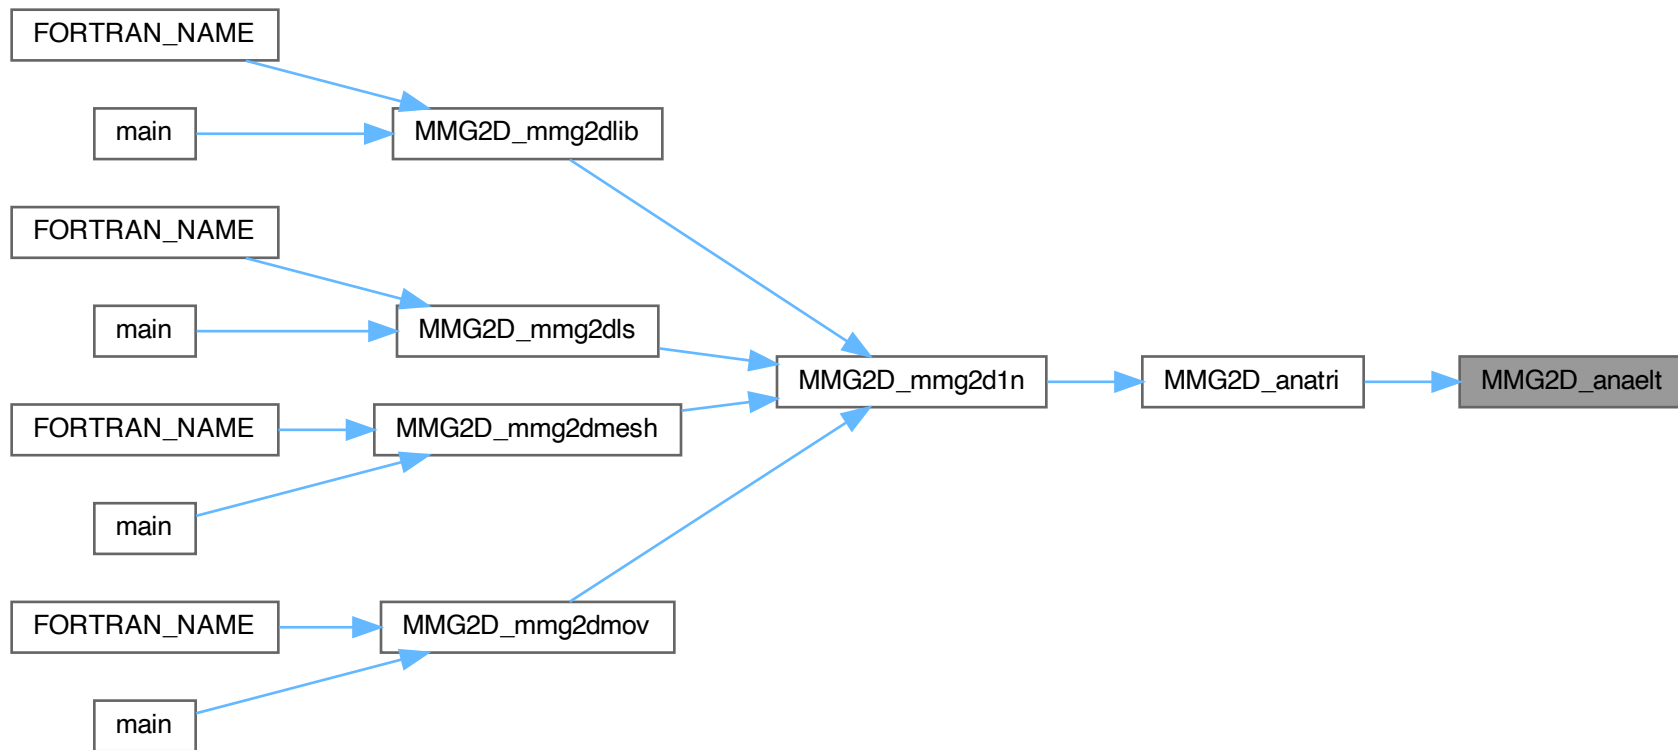 FORTRAN_NAME
main
MMG2D_mmg2dlib
FORTRAN_NAME
main
MMG2D_mmg2dls
FORTRAN_NAME
main
MMG2D_mmg2dmesh
FORTRAN_NAME
main
MMG2D_mmg2dmov
MMG2D_mmg2d1n
MMG2D_anatri
MMG2D_anaelt